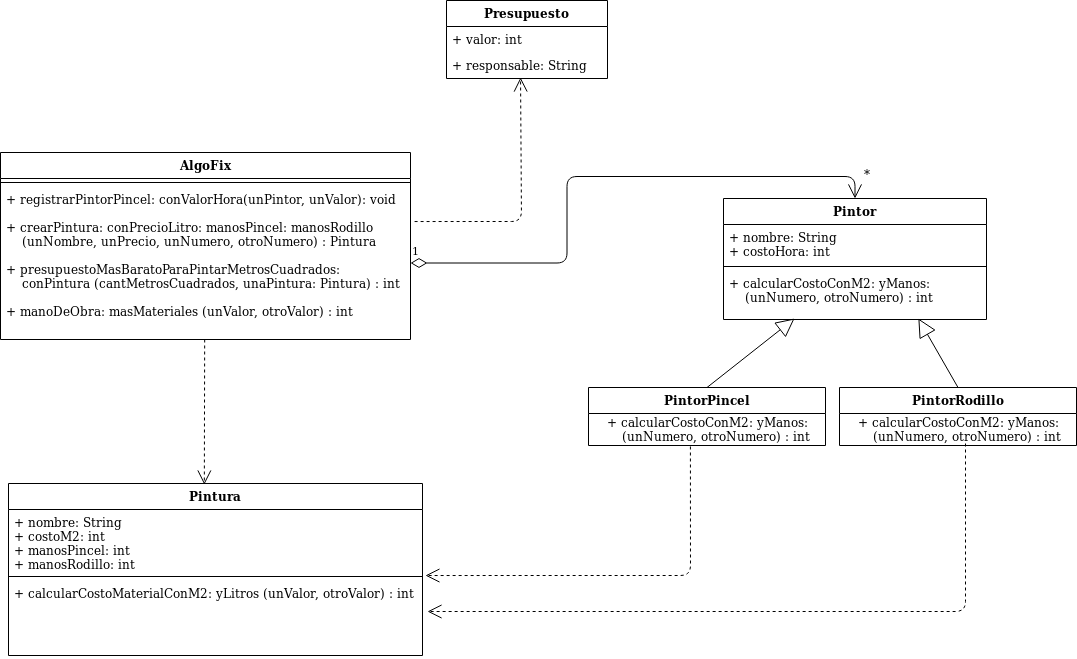 Presupuesto
+ valor: int
+ responsable: String
AlgoFix
+ registrarPintorPincel: conValorHora(unPintor, unValor): void
+ crearPintura: conPrecioLitro: manosPincel: manosRodillo
(unNombre, unPrecio, unNumero, otroNumero) : Pintura
+ presupuestoMasBaratoParaPintarMetrosCuadrados:
conPintura (cantMetrosCuadrados, unaPintura: Pintura) : int
+ manoDeObra: masMateriales (unValor, otroValor) : int
1
*
Pintor
+ nombre: String
+ costoHora: int
+ calcularCostoConM2: yManos:
(unNumero, otroNumero) : int
PintorPincel
+ calcularCostoConM2: yManos:
(unNumero, otroNumero) : int
PintorRodillo
+ calcularCostoConM2: yManos:
(unNumero, otroNumero) : int
Pintura
+ nombre: String
+ costoM2: int
+ manosPincel: int
+ manosRodillo: int
+ calcularCostoMaterialConM2: yLitros (unValor, otroValor) : int